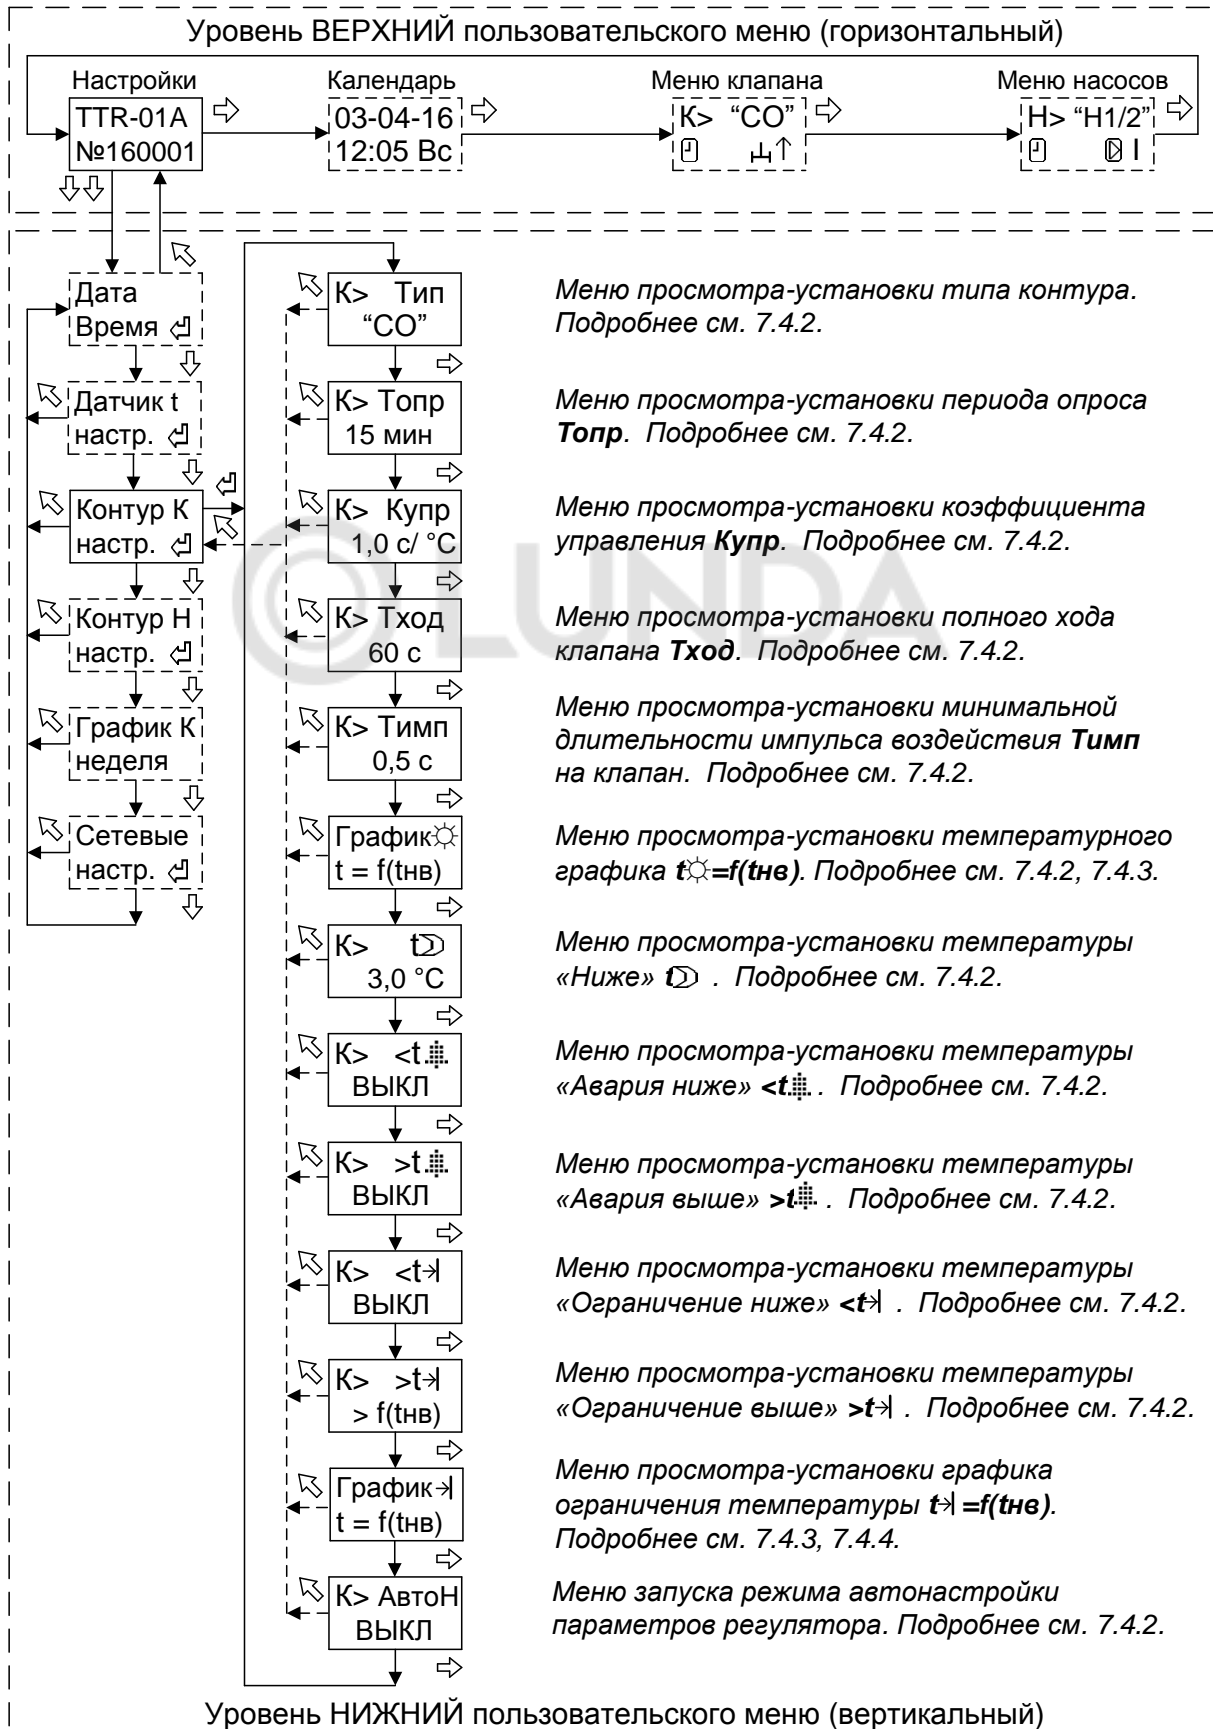 Уровень ВЕРХНИЙ пользовательского меню (горизонтальный)
Настройки
Календарь
Меню клапана
Меню насосов
TTR-01A
№160001
03-04-16
12:05 Вс
К> “СО”
Н> “Н1/2”
Дата
Время
Датчик t
настр.
Контур К
настр.
Контур Н
настр.
График К
неделя
Сетевые
настр.
К> Тип
“СО”
Меню просмотра-установки типа контура.
Подробнее см. 7.4.2.
К> Топр
15 мин
Меню просмотра-установки периода опроса
Топр. Подробнее см. 7.4.2.
К> Купр
1,0 с/ °С
Меню просмотра-установки коэффициента
управления Купр. Подробнее см. 7.4.2.
LUNDA
К> Тход
60 с
Меню просмотра-установки полного хода
клапана Тход. Подробнее см. 7.4.2.
К> Тимп
0,5 с
Меню просмотра-установки минимальной
длительности импульса воздействия Тимп
на клапан. Подробнее см. 7.4.2.
График☼
t = f(tнв)
Меню просмотра-установки температурного
графика t☼=f(tнв). Подробнее см. 7.4.2, 7.4.3.
К> t
3,0 °С
Меню просмотра-установки температуры
«Ниже» t . Подробнее см. 7.4.2.
К> <t
ВЫКЛ
Меню просмотра-установки температуры
«Авария ниже» <t . Подробнее см. 7.4.2.
К> >t
ВЫКЛ
Меню просмотра-установки температуры
«Авария выше» >t . Подробнее см. 7.4.2.
К> <t→|
ВЫКЛ
Меню просмотра-установки температуры
«Ограничение ниже» <t→| . Подробнее см. 7.4.2.
К> >t→|
> f(tнв)
Меню просмотра-установки температуры
«Ограничение выше» >t→| . Подробнее см. 7.4.2.
График→|
t = f(tнв)
Меню просмотра-установки графика
ограничения температуры t→|=f(tнв).
Подробнее см. 7.4.3, 7.4.4.
К> АвтоН
ВЫКЛ
Меню запуска режима автонастройки
параметров регулятора. Подробнее см. 7.4.2.
Уровень НИЖНИЙ пользовательского меню (вертикальный)